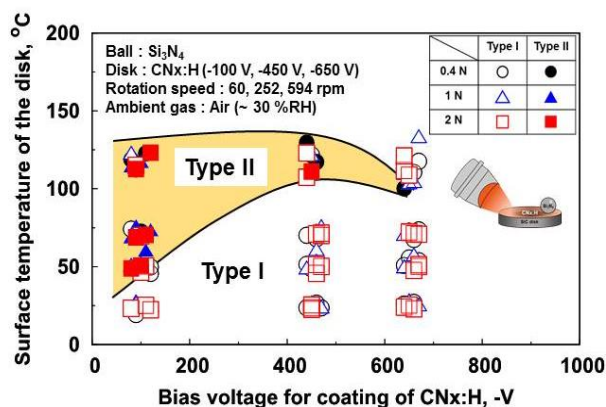 Surface temperature of the disk, °C
200
150
100
50
0
Ball : Si3N4
Disk : CNx:H (-100 V, -450 V, -650 V)
Rotation speed : 60, 252, 594 rpm
Ambient gas : Air (~ 30 %RH)
Type I Type II
0.4 N
1 N
2 N
Type II
Type I
CNx:H
0 200 400 600 800 1000
Bias voltage for coating of CNx:H, -V